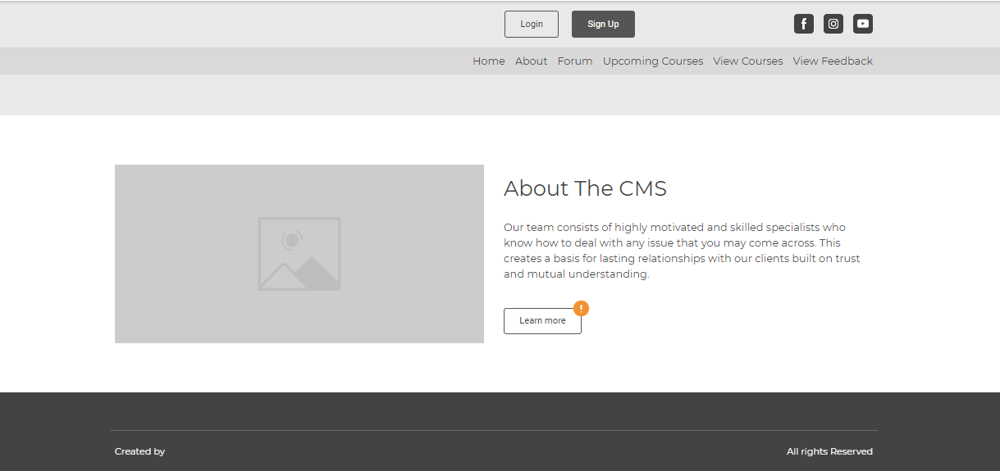 Login Sign Up
Home About Forum Upcoming Courses View Courses View Feedback
About The CMS
Our team consists of highly motivated and skilled specialists who
know how to deal with any issue that you may come across. This
creates a basis for lasting relationships with our clients built on trust
and mutual understanding.
Learn more
Created by All rights Reserved